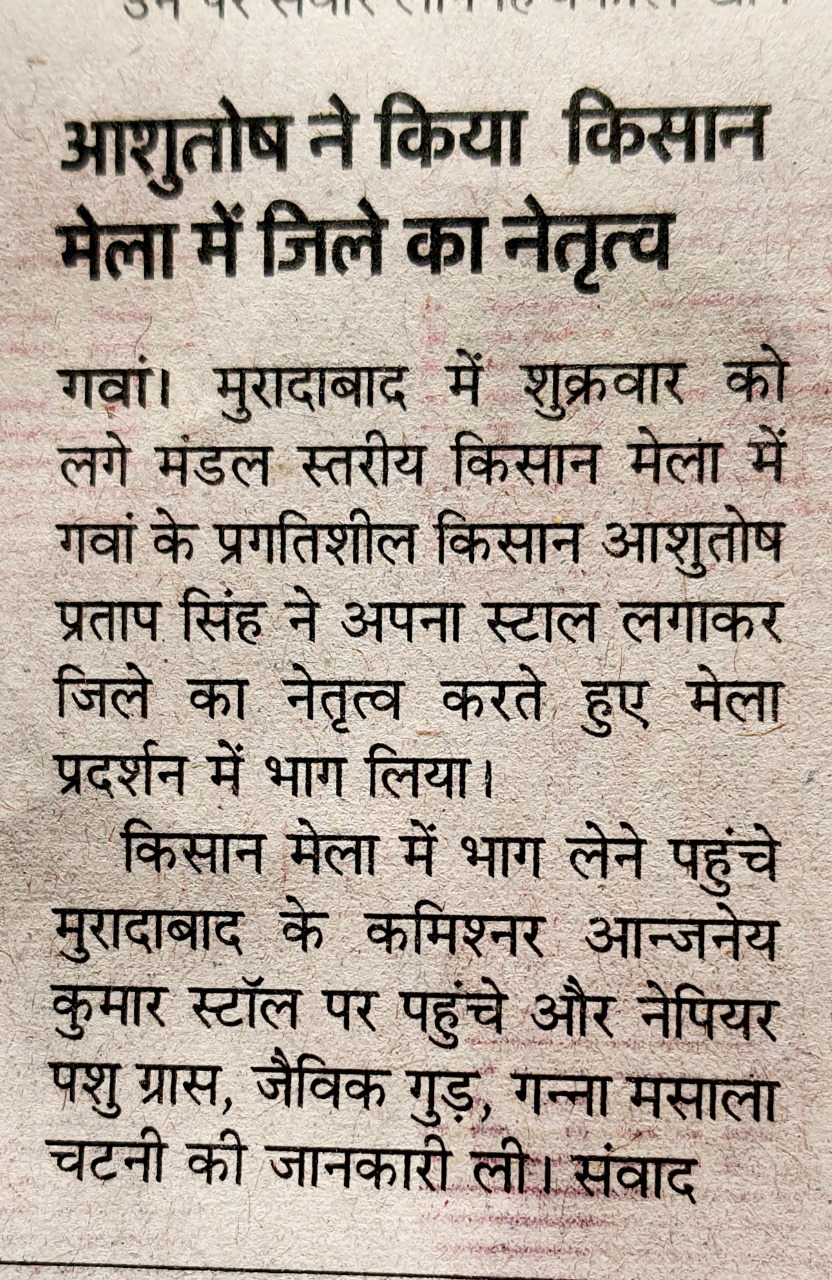 आशुतोष ने किया किसान
मेला में जिले का नेतृत्व
गवां। मुरादाबाद में शुक्रवार को
लगे मंडल स्तरीय किसान मेला में
गवां के प्रगतिशील किसान आशुतोष
प्रताप सिंह ने अपना स्टाल लगाकर
जिले का नेतृत्व करते हुए मेला
प्रदर्शन में भाग लिया।
किसान मेला में भाग लेने पहुंचे
मुरादाबाद के कमिश्नर आन्जनेय
कुमार स्टॉल पर पहुंचे और नेपियर
पशु ग्रास, जैविक गुड़, गन्ना मसाला
चटनी की जानकारी ली। संवाद